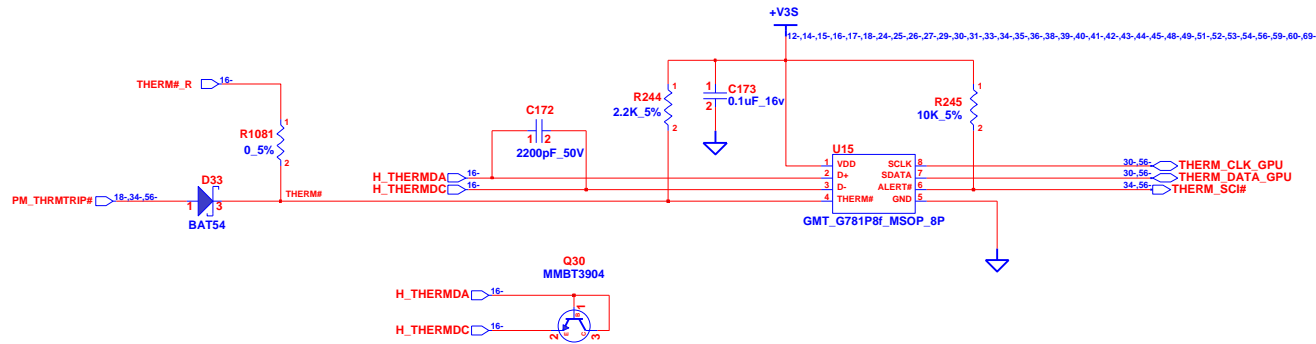 +V3S
12-,14-,15-,16-,17-,18-,24-,25-,26-,27-,29-,30-,31-,33-,34-,35-,36-,38-,39-,40-,41-,42-,43-,44-,45-,48-,49-,51-,52-,53-,54-,56-,59-,60-,69-
THERM#_R 16-
1
R1081
0_5%
2
C172
1 2
2200pF_50V
R244
2.2K_5%
1
2
1
2
C173
0.1uF_16v
R245
10K_5%
1
2
U15
1 VDD SCLK 8 30-,56- THERM_CLK_GPU
H_THERMDA 16- 2 D+ SDATA 7 30-,56- THERM_DATA_GPU
H_THERMDC 16- 3 D- ALERT# 6 34-,56- THERM_SCI#
4 THERM# GND 5
GMT_G781P8f_MSOP_8P
D33
PM_THRMTRIP# 18-,34-,56- 1 3 THERM#
BAT54
Q30
MMBT3904
H_THERMDA 16- 1
B
H_THERMDC 16- 2 E C 3